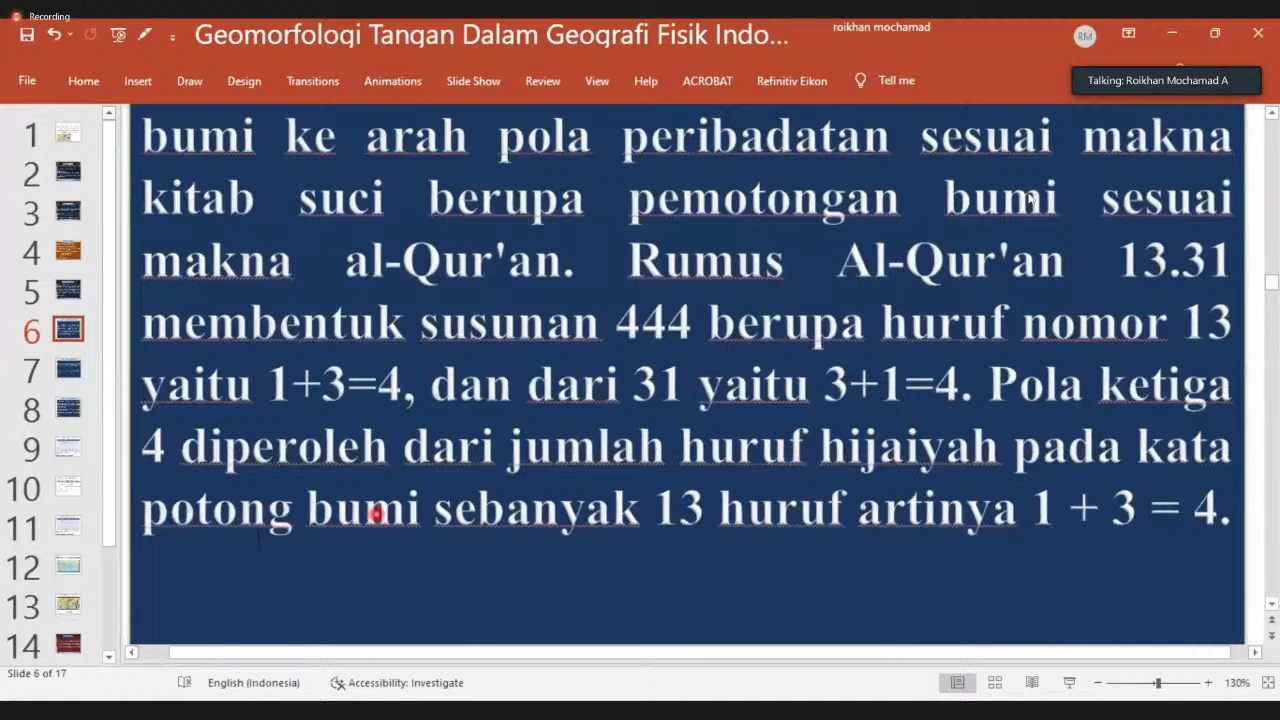 Recording
Geomorfologi Tangan Dalam Geografi Fisik Indo...
roikhan mochamad
RM
File Home Insert Draw Design Transitions Animations Slide Show Review View Help ACROBAT Refinitiv Eikon Tell me
Talking: Roikhan Mochamad A
1
2
3
4
5
6
7
8
9
10
11
12
13
14
bumi ke arah pola peribadatan sesuai makna
kitab suci berupa pemotongan bumi sesuai
makna al-Qur'an. Rumus Al-Qur'an 13.31
membentuk susunan 444 berupa huruf nomor 13
yaitu 1+3=4, dan dari 31 yaitu 3+1=4. Pola ketiga
4 diperoleh dari jumlah huruf hijaiyah pada kata
potong bumi sebanyak 13 huruf artinya 1 + 3 = 4.
Slide 6 of 17
English (Indonesia)
Accessibility: Investigate
130%